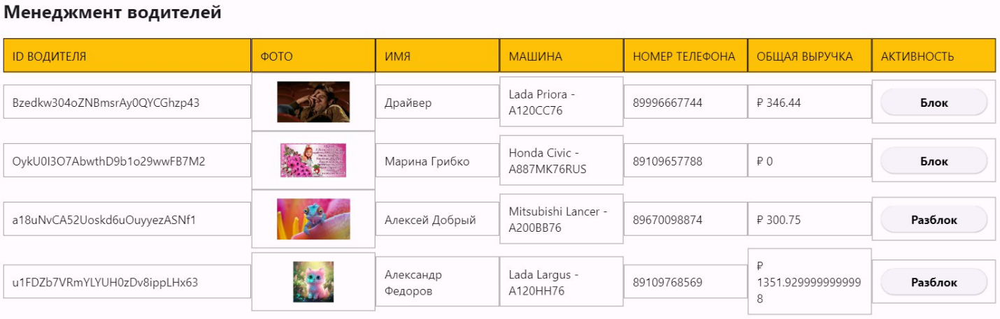 Менеджмент водителей
ID ВОДИТЕЛЯ ФОТО ИМЯ МАШИНА НОМЕР ТЕЛЕФОНА ОБЩАЯ ВЫРУЧКА АКТИВНОСТЬ
Bzedkw304oZNBmsrAy0QYCGhzp43 Драйвер Lada Priora - 89996667744 ₽ 346.44 Блок
A120CC76
OykU0I3O7AbwthD9b1o29wwFB7M2 Марина Грибко Honda Civic - 89109657788 ₽ 0 Блок
A887MK76RUS
a18uNvCA52Uoskd6uOuyyezASNf1 Алексей Добрый Mitsubishi Lancer - 89670098874 ₽ 300.75 Разблок
A200BB76
u1FDZb7VRmYLYUH0zDv8ippLHx63 Александр Lada Largus - 89109768569 ₽ Разблок
Федоров A120HH76 1351.929999999999
8